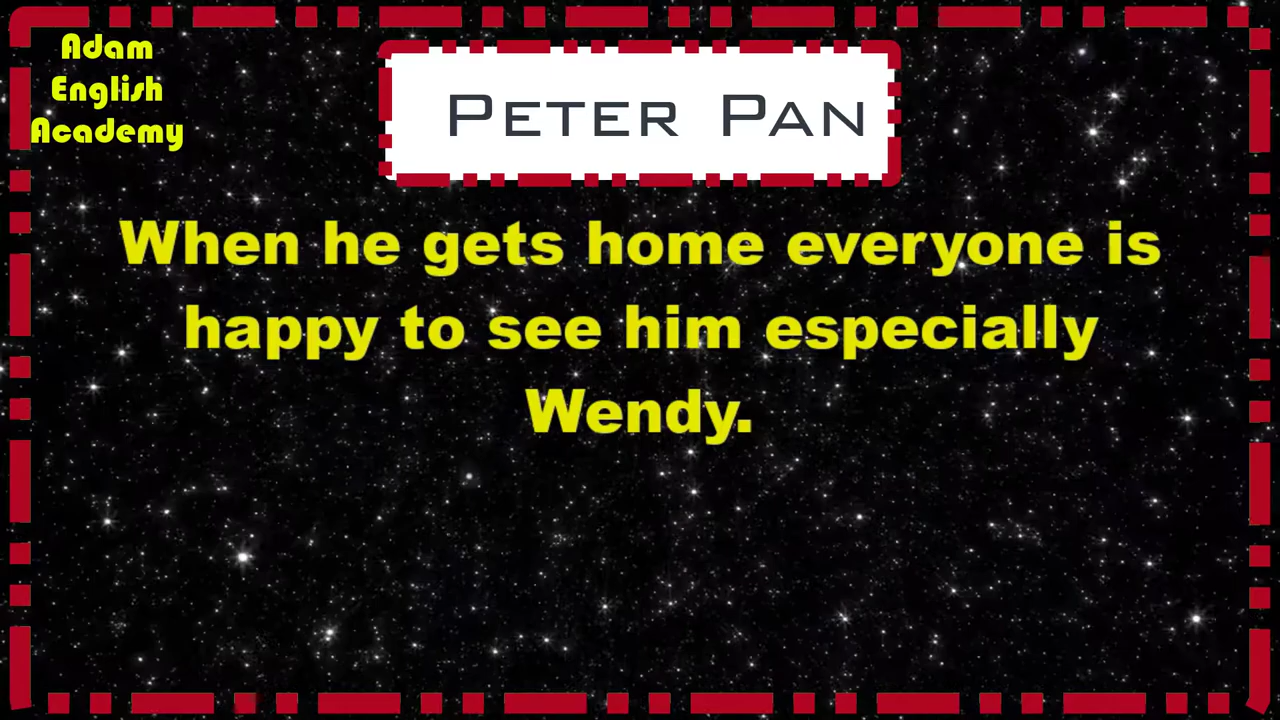 Adam
English
Academy
Peter Pan
When he gets home everyone is
happy to see him especially
Wendy.